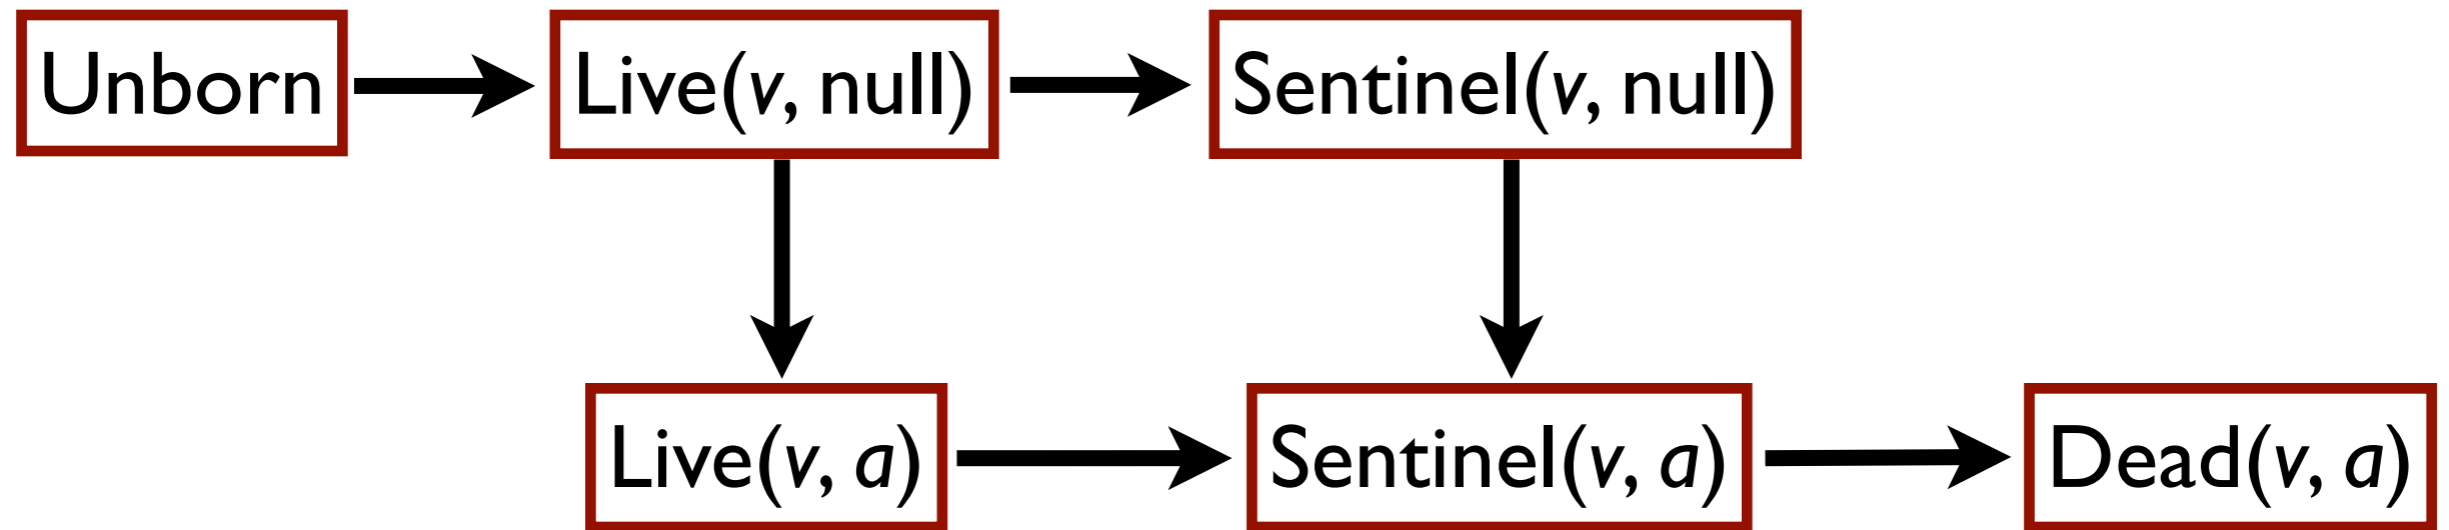 Unborn
Live(v, null)
Sentinel(v, null)
Live(v, a)
Sentinel(v, a)
Dead(v, a)